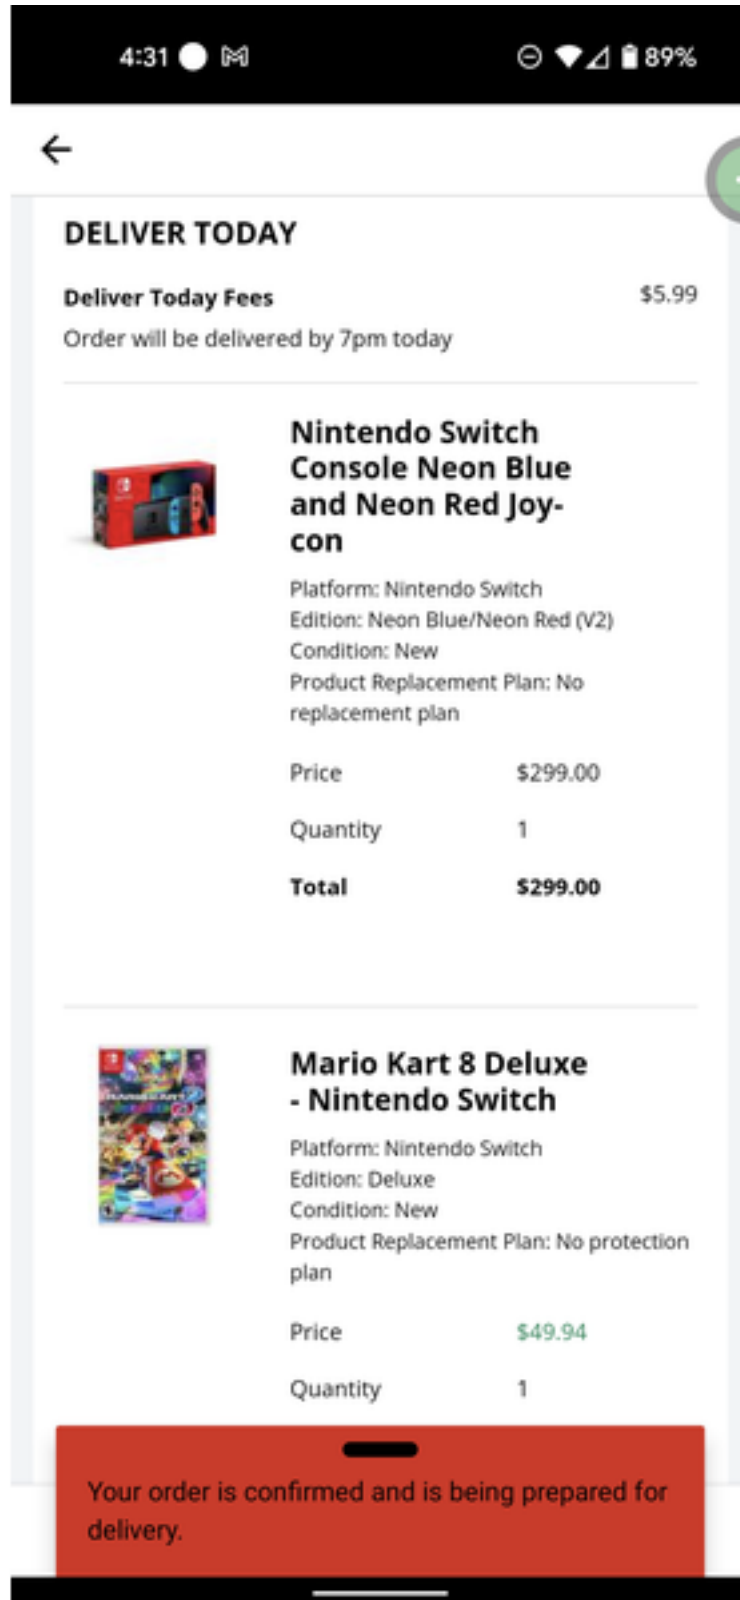 4:31
89%
DELIVER TODAY
Deliver Today Fees $5.99
Order will be delivered by 7pm today
Nintendo Switch
Console Neon Blue
and Neon Red Joy-
con
Platform: Nintendo Switch
Edition: Neon Blue/Neon Red (V2)
Condition: New
Product Replacement Plan: No
replacement plan
Price $299.00
Quantity 1
Total $299.00
Mario Kart 8 Deluxe
- Nintendo Switch
Platform: Nintendo Switch
Edition: Deluxe
Condition: New
Product Replacement Plan: No protection
plan
Price $49.94
Quantity 1
Your order is confirmed and is being prepared for
delivery.